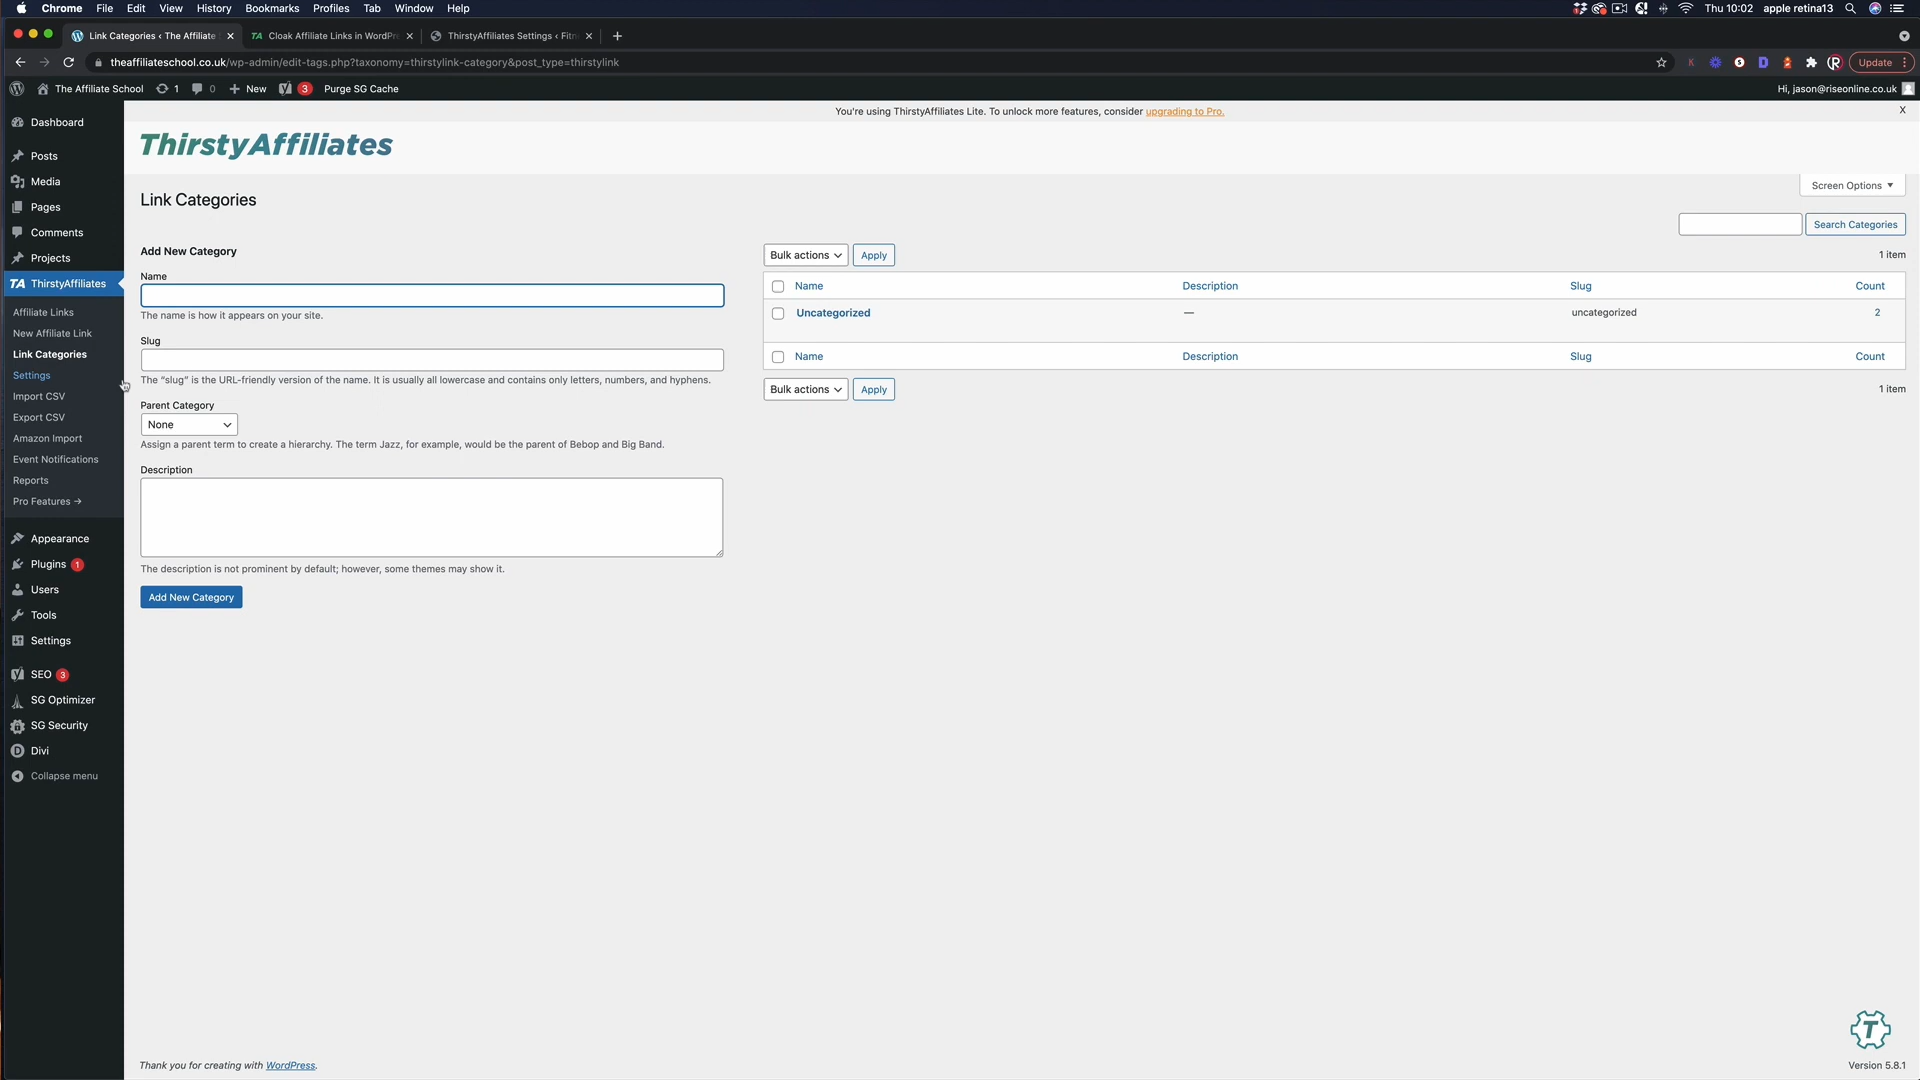 Chrome File Edit View History Bookmarks Profiles Tab Window Help Thu 10:02 apple retina13
Link Categories ‹ The Affiliate Cloak Affiliate Links in WordPre ThirstyAffiliates Settings ‹ Fitn
theaffiliateschool.co.uk/wp-admin/edit-tags.php?taxonomy=thirstylink-category&post_type=thirstylink Update
The Affiliate School 1 0 New 3 Purge SG Cache Hi, jason@riseonline.co.uk
You're using ThirstyAffiliates Lite. To unlock more features, consider upgrading to Pro. X
ThirstyAffiliates
Screen Options
Dashboard
Posts
Media
Pages
Comments
Projects
TA ThirstyAffiliates
Affiliate Links
New Affiliate Link
Link Categories
Settings
Import CSV
Export CSV
Amazon Import
Event Notifications
Reports
Pro Features →
Appearance
Plugins 1
Users
Tools
Settings
SEO 3
SG Optimizer
SG Security
Divi
Collapse menu
Link Categories
Search Categories
Add New Category
Name
The name is how it appears on your site.
Slug
The “slug” is the URL-friendly version of the name. It is usually all lowercase and contains only letters, numbers, and hyphens.
Parent Category
None
Assign a parent term to create a hierarchy. The term Jazz, for example, would be the parent of Bebop and Big Band.
Description
The description is not prominent by default; however, some themes may show it.
Add New Category
Bulk actions Apply 1 item
Name Description Slug Count
Uncategorized — uncategorized 2
Name Description Slug Count
Bulk actions Apply 1 item
Thank you for creating with WordPress. Version 5.8.1